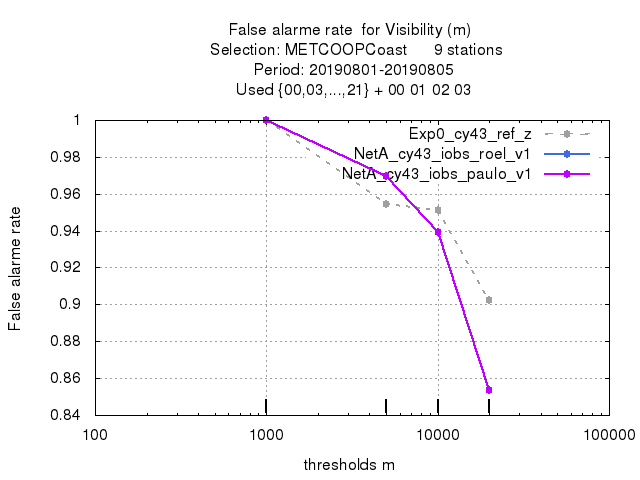 False alarme rate  for Visibility (m)
Selection: METCOOPCoast      9 stations
Period: 20190801-20190805
Used {00,03,...,21} + 00 01 02 03
1
0.98
0.96
0.94
0.92
0.9
0.88
0.86
0.84
False alarme rate
Exp0_cy43_ref_z
NetA_cy43_iobs_roel_v1
NetA_cy43_iobs_paulo_v1
100
1000
10000
100000
thresholds m